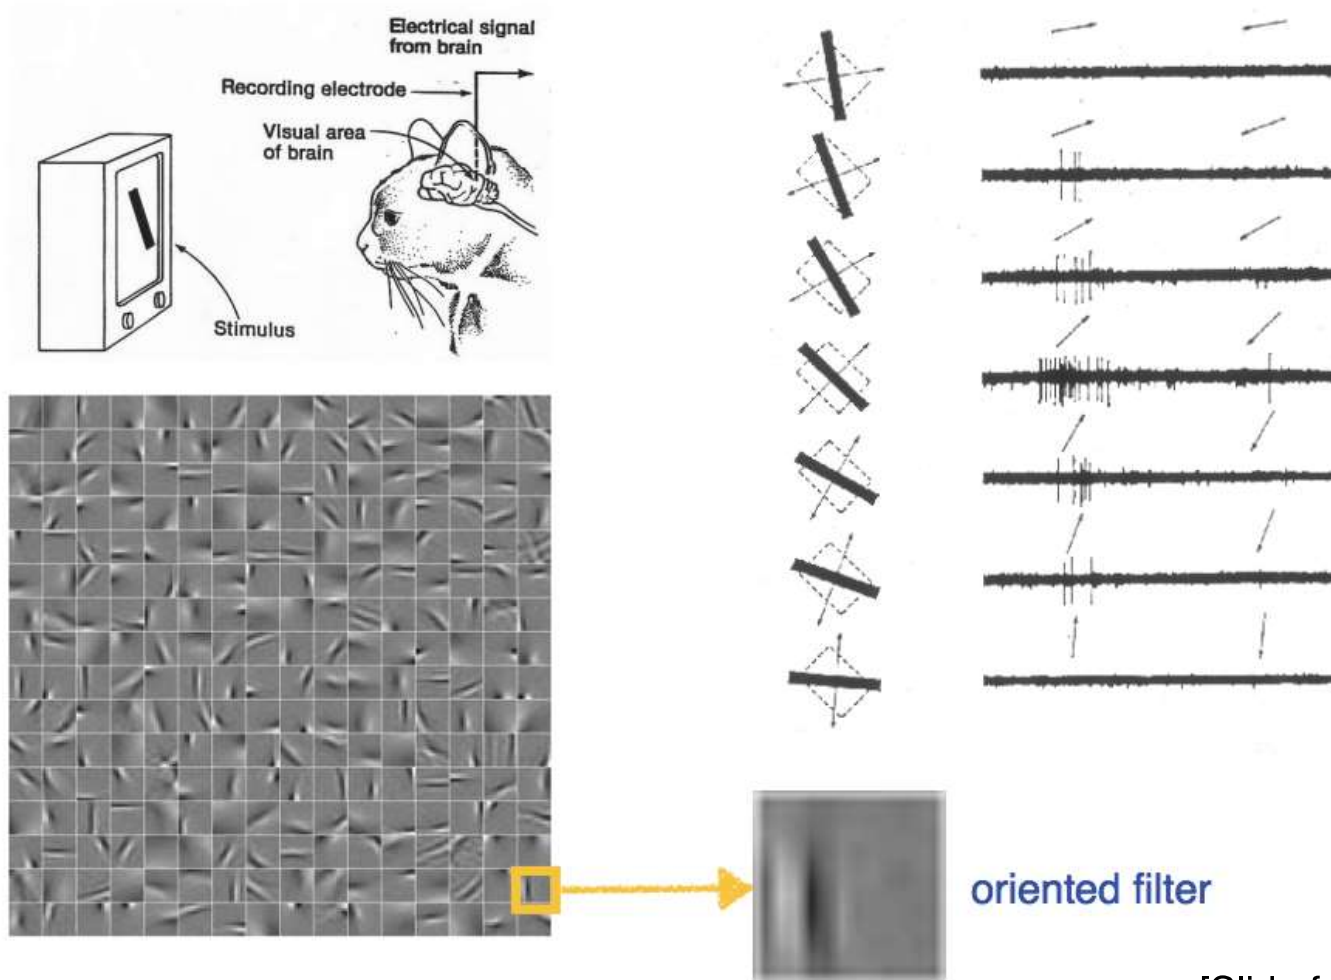 Electrical signal
from brain
Recording electrode
Visual area
of brain
Stimulus
oriented filter